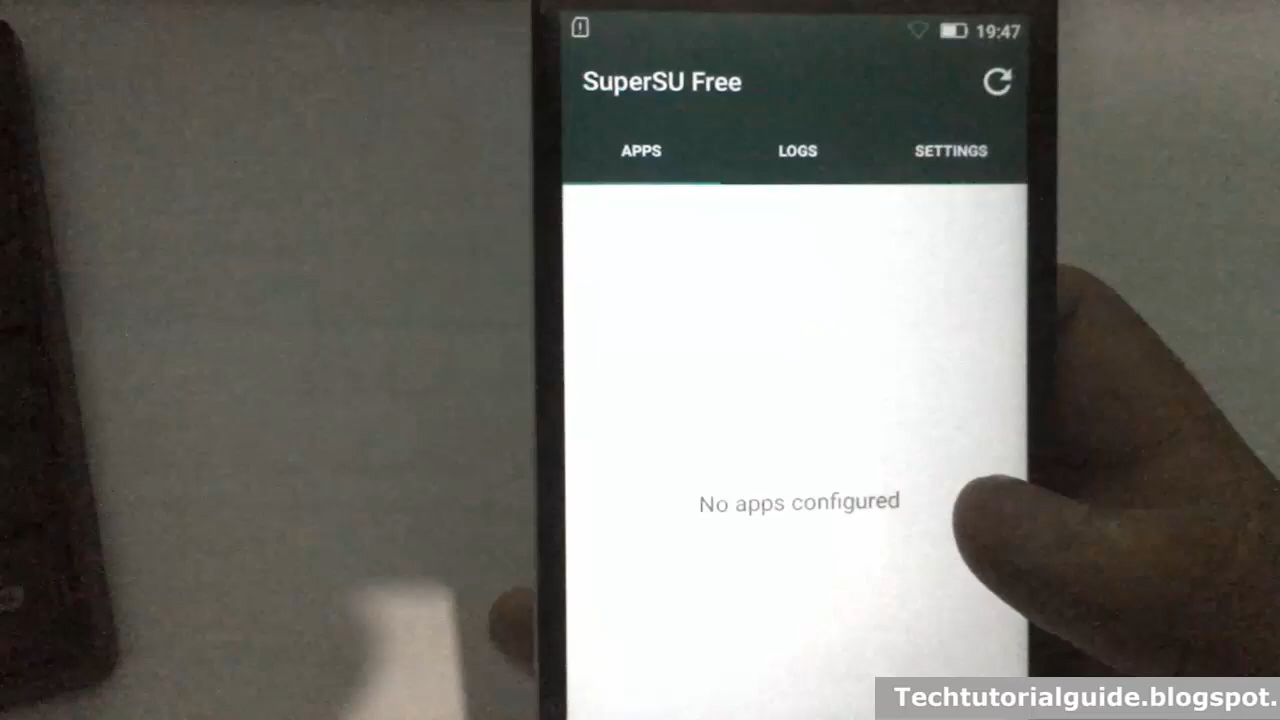 19:47
SuperSU Free
APPS LOGS SETTINGS
No apps configured
Techtutorialguide.blogspot.